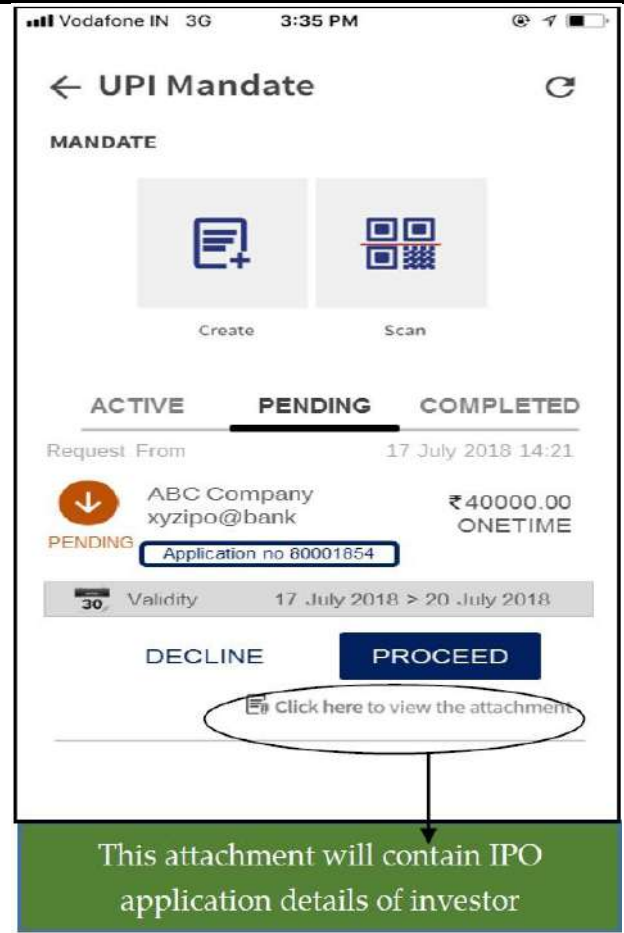 Vodafone IN 3G 3:35 PM
← UPI Mandate
MANDATE
Create Scan
ACTIVE PENDING COMPLETED
Request From 17 July 2018 14:21
ABC Company ₹40000.00
xyzipo@bank ONETIME
PENDING
Application no 80001854
30 Validity 17 July 2018 > 20 July 2018
DECLINE PROCEED
Click here to view the attachment
This attachment will contain IPO
application details of investor